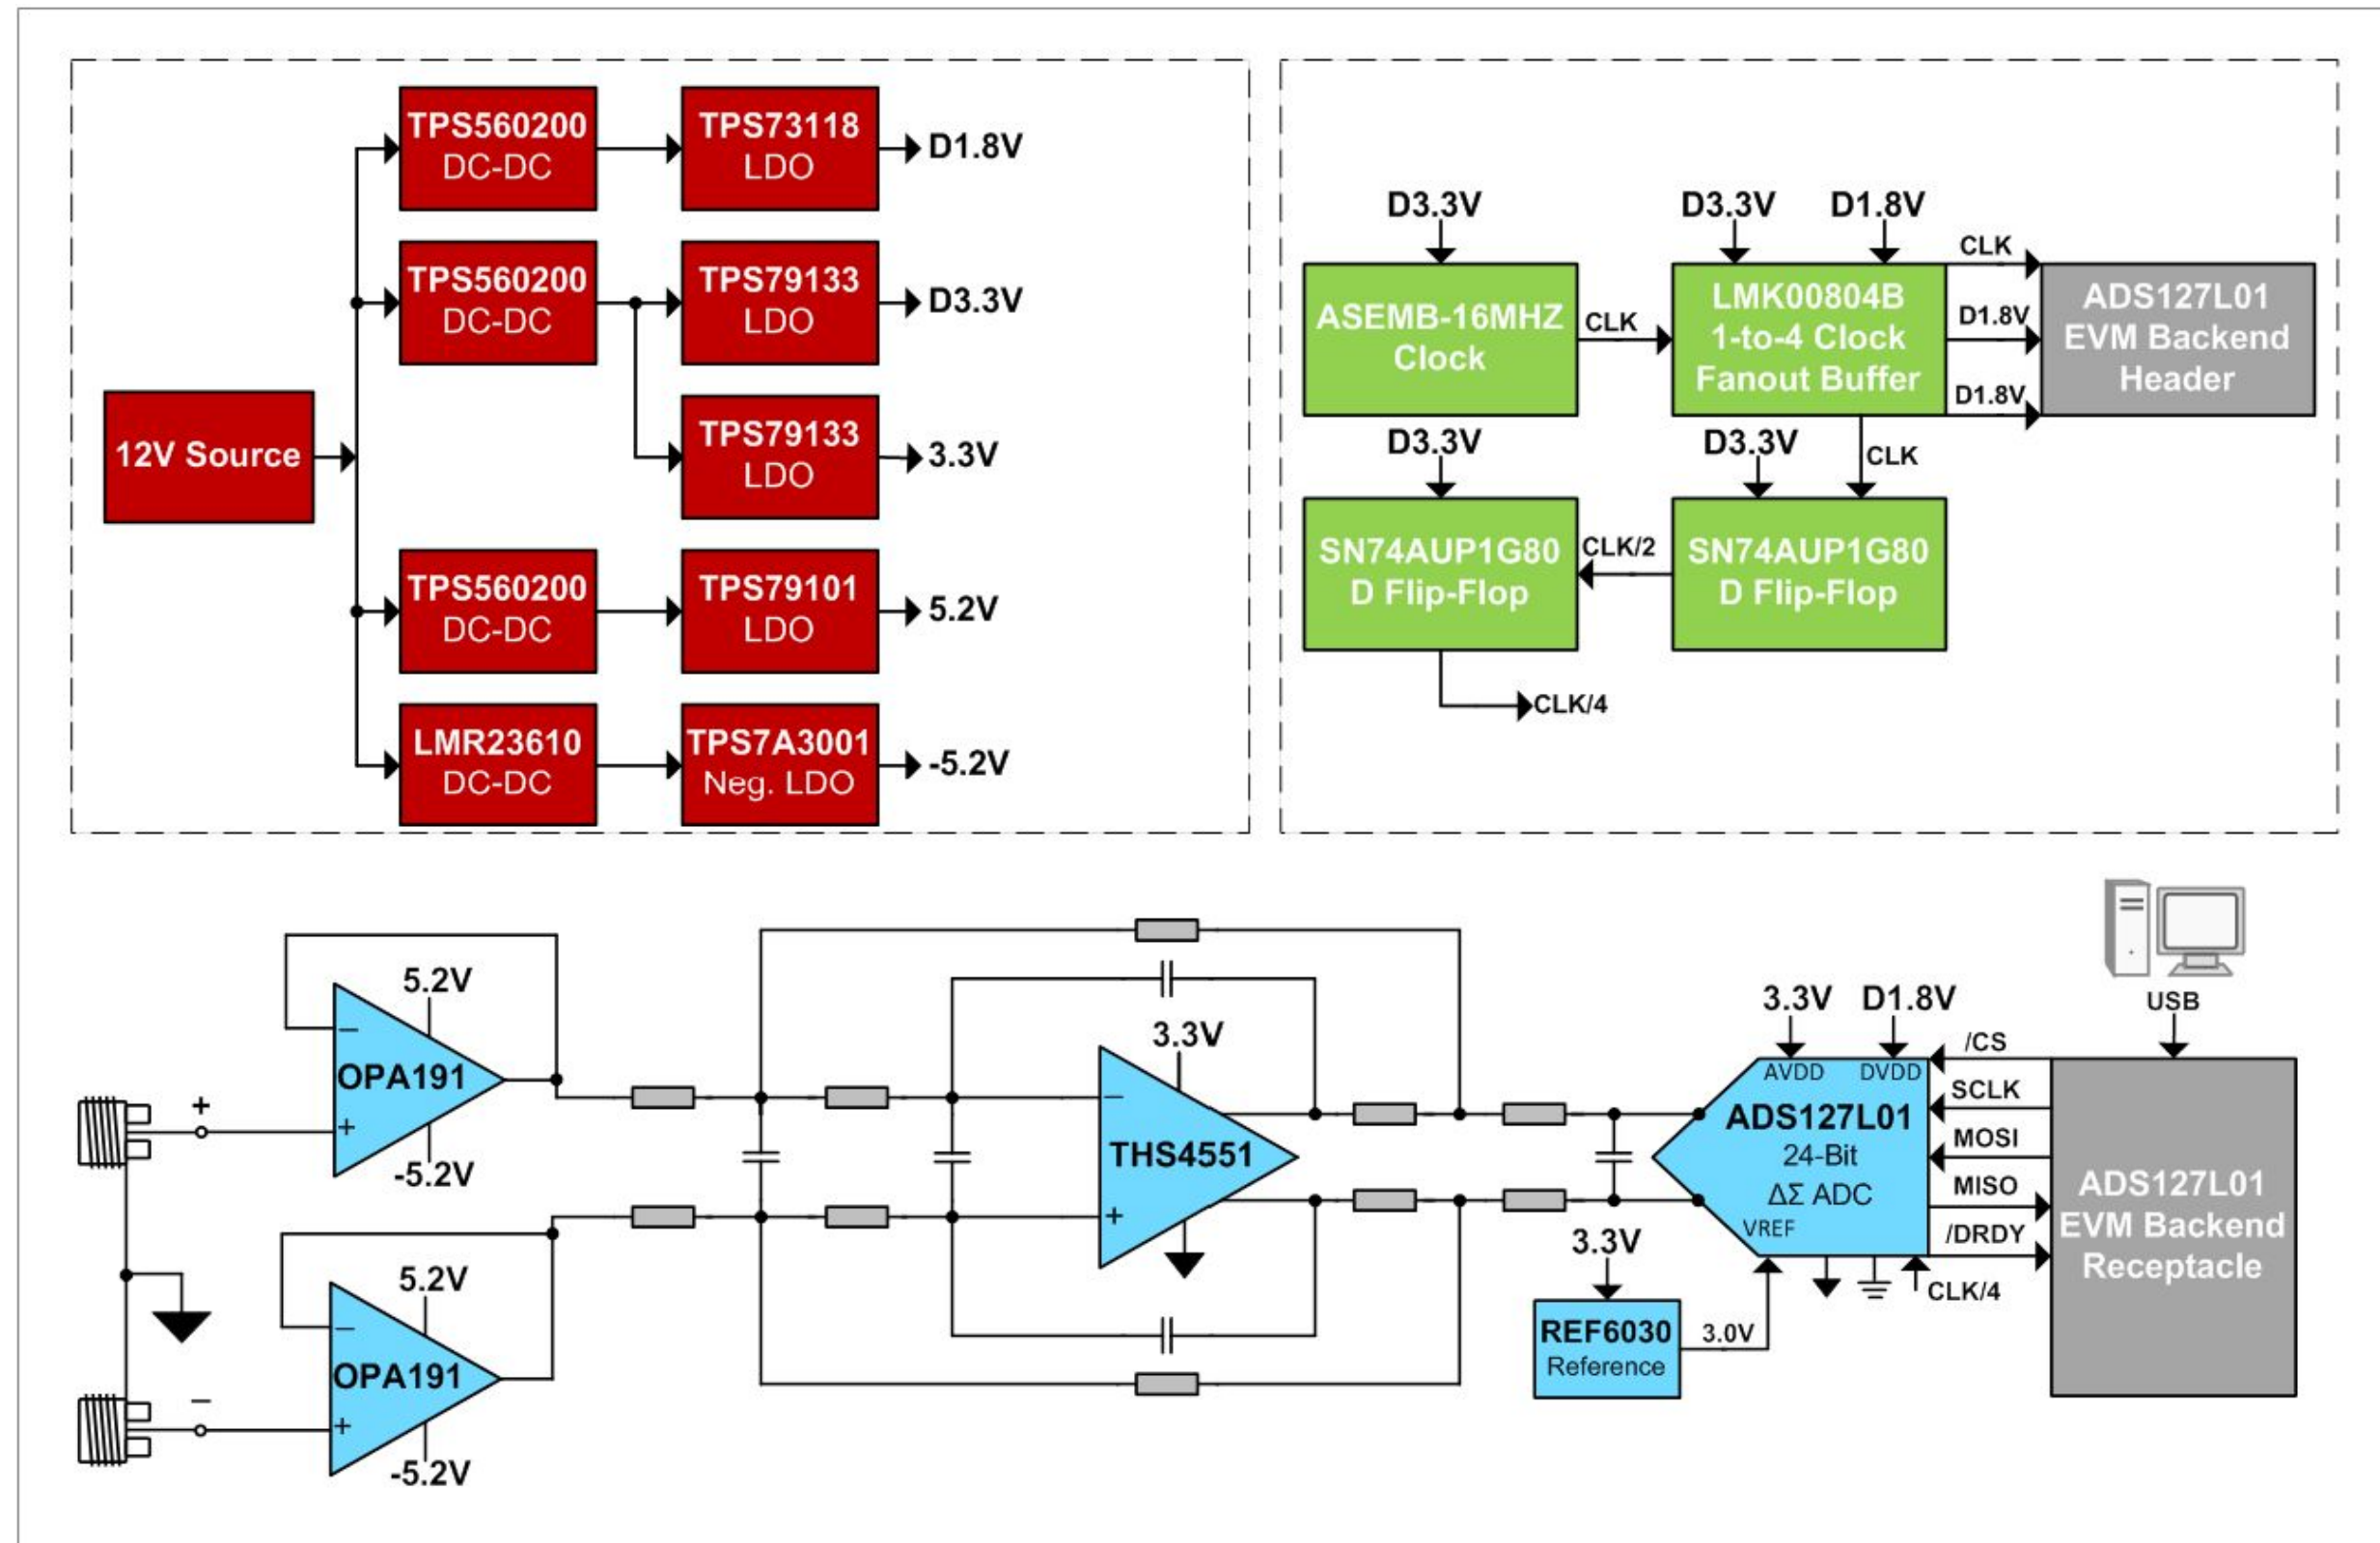 TPS560200
DC-DC
TPS73118
LDO
D1.8V
TPS560200
DC-DC
TPS79133
LDO
D3.3V
12V Source
TPS79133
LDO
3.3V
TPS560200
DC-DC
TPS79101
LDO
5.2V
LMR23610
DC-DC
TPS7A3001
Neg. LDO
-5.2V
D3.3V
D3.3V
D1.8V
ASEMB-16MHZ
Clock
CLK
LMK00804B
1-to-4 Clock
Fanout Buffer
CLK
D1.8V
D1.8V
ADS127L01
EVM Backend
Header
D3.3V
D3.3V
CLK
SN74AUP1G80
D Flip-Flop
CLK/2
SN74AUP1G80
D Flip-Flop
CLK/4
+
5.2V
−
OPA191
+
-5.2V
−
5.2V
−
OPA191
+
-5.2V
3.3V
−
THS4551
+
3.3V
D1.8V
AVDD
DVDD
ADS127L01
24-Bit
ΔΣ ADC
VREF
3.3V
REF6030
Reference
3.0V
CLK/4
USB
/CS
SCLK
MOSI
MISO
/DRDY
ADS127L01
EVM Backend
Receptacle